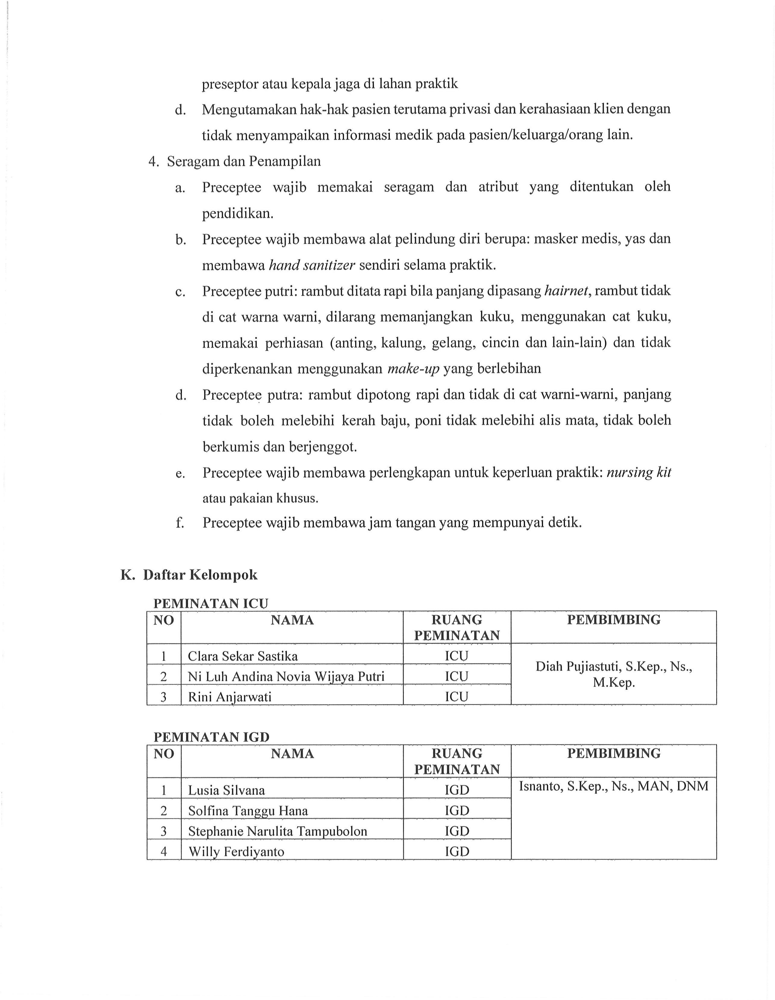 preseptor atau kepala jaga di lahan praktik
d. Mengutamakan hak-hak pasien terutama privasi dan kerahasiaan klien dengan
tidak menyampaikan informasi medik pada pasien/keluarga/orang lain.
4. Seragam dan Penampilan
a. Preceptee wajib memakai seragam dan atribut yang ditentukan oleh
pendidikan.
b. Preceptee wajib membawa alat pelindung diri berupa: masker medis, yas dan
membawa hand sanitizer sendiri selama praktik.
c. Preceptee putri: rambut ditata rapi bila panjang dipasang hairnet, rambut tidak
di cat warna warni, dilarang memanjangkan kuku, menggunakan cat kuku,
memakai perhiasan (anting, kalung, gelang, cincin dan lain-lain) dan tidak
diperkenankan menggunakan make-up yang berlebihan
d. Preceptee putra: rambut dipotong rapi dan tidak di cat warni-warni, panjang
tidak boleh melebihi kerah baju, poni tidak melebihi alis mata, tidak boleh
berkumis dan berjenggot.
e. Preceptee wajib membawa perlengkapan untuk keperluan praktik: nursing kit
atau pakaian khusus.
f. Preceptee wajib membawa jam tangan yang mempunyai detik.
K. Daftar Kelompok
PEMINATAN ICU
NO NAMA RUANG PEMBIMBING
PEMINATAN
1 Clara Sekar Sastika ICU
Diah Pujiastuti, S.Kep., Ns.,
2 Ni Luh Andina Novia Wijaya Putri ICU
M.Kep.
3 Rini Anjarwati ICU
PEMINATAN IGD
NO NAMA RUANG PEMBIMBING
PEMINATAN
1 Lusia Silvana IGD Isnanto, S.Kep., Ns., MAN, DNM
2 Solfina Tanggu Hana IGD
3 Stephanie Narulita Tampubolon IGD
4 Willy Ferdiyanto IGD